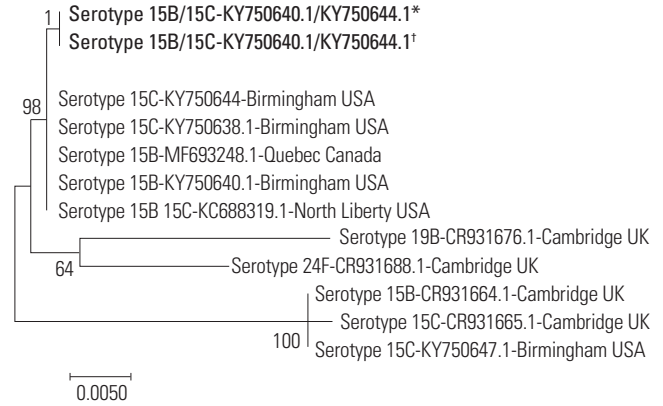 1
Serotype 15B/15C-KY750640.1/KY750644.1*
Serotype 15B/15C-KY750640.1/KY750644.1†
98
Serotype 15C-KY750644-Birmingham USA
Serotype 15C-KY750638.1-Birmingham USA
Serotype 15B-MF693248.1-Quebec Canada
Serotype 15B-KY750640.1-Birmingham USA
Serotype 15B 15C-KC688319.1-North Liberty USA
Serotype 19B-CR931676.1-Cambridge UK
64
Serotype 24F-CR931688.1-Cambridge UK
Serotype 15B-CR931664.1-Cambridge UK
Serotype 15C-CR931665.1-Cambridge UK
100
Serotype 15C-KY750647.1-Birmingham USA
0.0050